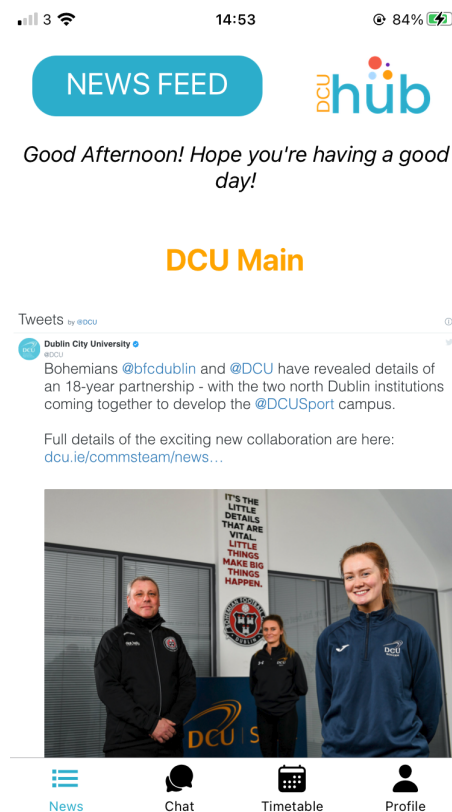 3 14:53 84%
NEWS FEED
DCU hub
Good Afternoon! Hope you're having a good
day!
DCU Main
Tweets by @DCU
Dublin City University
@DCU
Bohemians @bfcdublin and @DCU have revealed details of
an 18-year partnership - with the two north Dublin institutions
coming together to develop the @DCUSport campus.
Full details of the exciting new collaboration are here:
dcu.ie/commsteam/news…
IT'S THE
LITTLE
DETAILS
THAT ARE
VITAL.
LITTLE
THINGS
MAKE BIG
THINGS
HAPPEN.
BOHEMIAN FOOTBALL
DUBLIN
DCU
DCU S
News Chat Timetable Profile